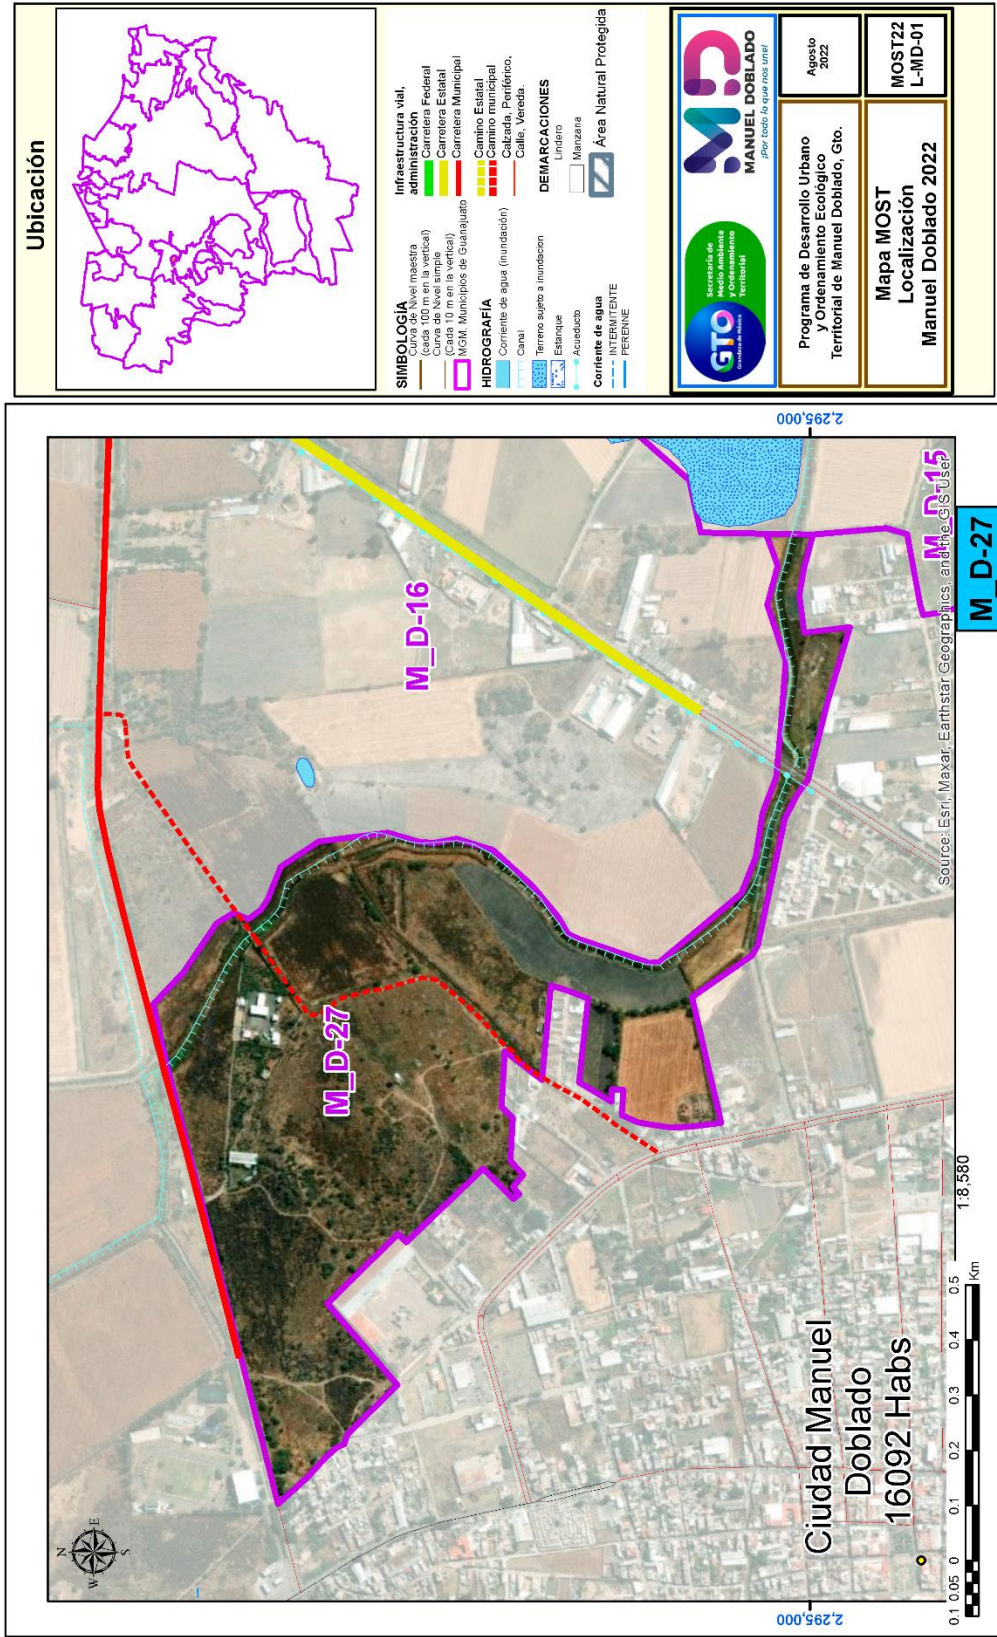 N
W
E
S
M_D-16
M_D-27
M_D-15
Ciudad Manuel
Doblado
16092 Habs
Source: Esri, Maxar, Earthstar Geographics, and the GIS User
2,295,000
2,295,000
0.1 0.05 0 0.1 0.2 0.3 0.4 0.5
Km
1:8,580
M_D-27
Ubicación
SIMBOLOGÍA
Curva de Nivel maestra
(cada 100 m en la vertical)
Curva de Nivel simple
(Cada 10 m en la vertical)
MGM. Municipios de Guanajuato
HIDROGRAFÍA
Corriente de agua (inundación)
Canal
Terreno sujeto a inundacion
Estanque
Acueducto
Corriente de agua
INTERMITENTE
PERENNE
Infraestructura vial,
administración
Carretera Federal
Carretera Estatal
Carretera Municipal
Camino Estatal
Camino municipal
Calzada, Periférico,
Calle, Vereda.
DEMARCACIONES
Lindero
Manzana
Área Natural Protegida
GTO
Grandeza de México
Secretaría de
Medio Ambiente
y Ordenamiento
Territorial
MD
MANUEL DOBLADO
¡Por todo lo que nos une!
Programa de Desarrollo Urbano
y Ordenamiento Ecológico
Territorial de Manuel Doblado, Gto.
Agosto
2022
Mapa MOST
Localización
Manuel Doblado 2022
MOST22
L-MD-01